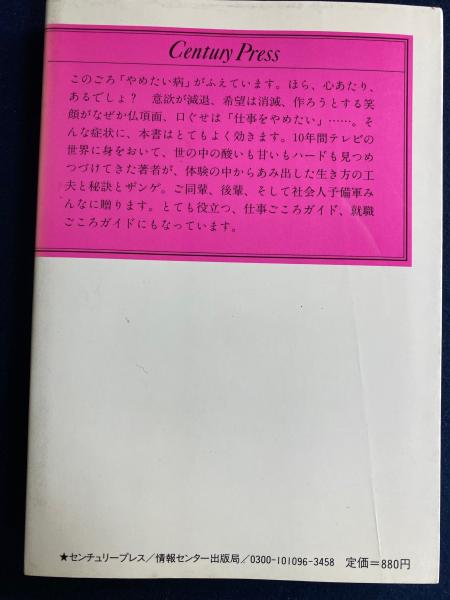 Century Press
このごろ「やめたい病」がふえています。ほら、心あたり、
あるでしょ?　意欲が減退、希望は消滅、作ろうとする笑
顔がなぜか仏頂面、口ぐせは「仕事をやめたい」……。そ
んな症状に、本書はとてもよく効きます。10年間テレビの
世界に身をおいて、世の中の酸いも甘いもハードも見つめ
つづけてきた著者が、体験の中からあみ出した生き方の工
夫と秘訣とザンゲ。ご同輩、後輩、そして社会人予備軍み
んなに贈ります。とても役立つ、仕事ごころガイド、就職
ごころガイドにもなっています。
★センチュリープレス/情報センター出版局/0300-101096-3458　定価=880円